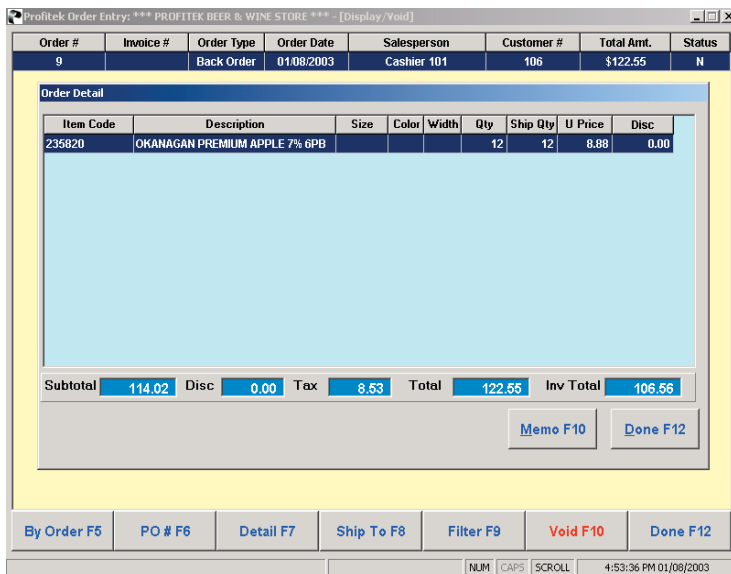 Profitek Order Entry: *** PROFITEK BEER & WINE STORE *** - [Display/Void]
Order # Invoice # Order Type Order Date Salesperson Customer # Total Amt. Status
9 Back Order 01/08/2003 Cashier 101 106 $122.55 N
Order Detail
Item Code Description Size Color Width Qty Ship Qty U Price Disc
235820 OKANAGAN PREMIUM APPLE 7% 6PB 12 12 8.88 0.00
Subtotal 114.02 Disc 0.00 Tax 8.53 Total 122.55 Inv Total 106.56
Memo F10 Done F12
By Order F5 PO # F6 Detail F7 Ship To F8 Filter F9 Void F10 Done F12
NUM CAPS SCROLL 4:53:36 PM 01/08/2003